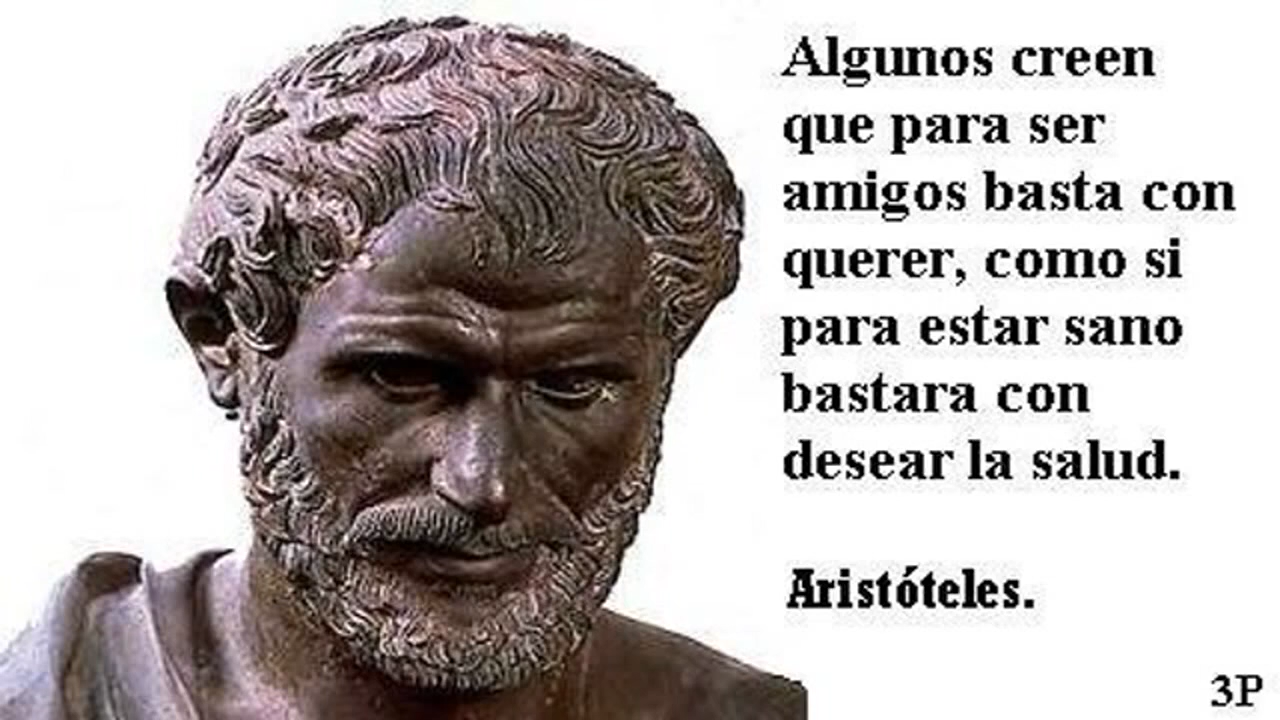 Algunos creen
que para ser
amigos basta con
querer, como si
para estar sano
bastara con
desear la salud.
Aristóteles.
3P